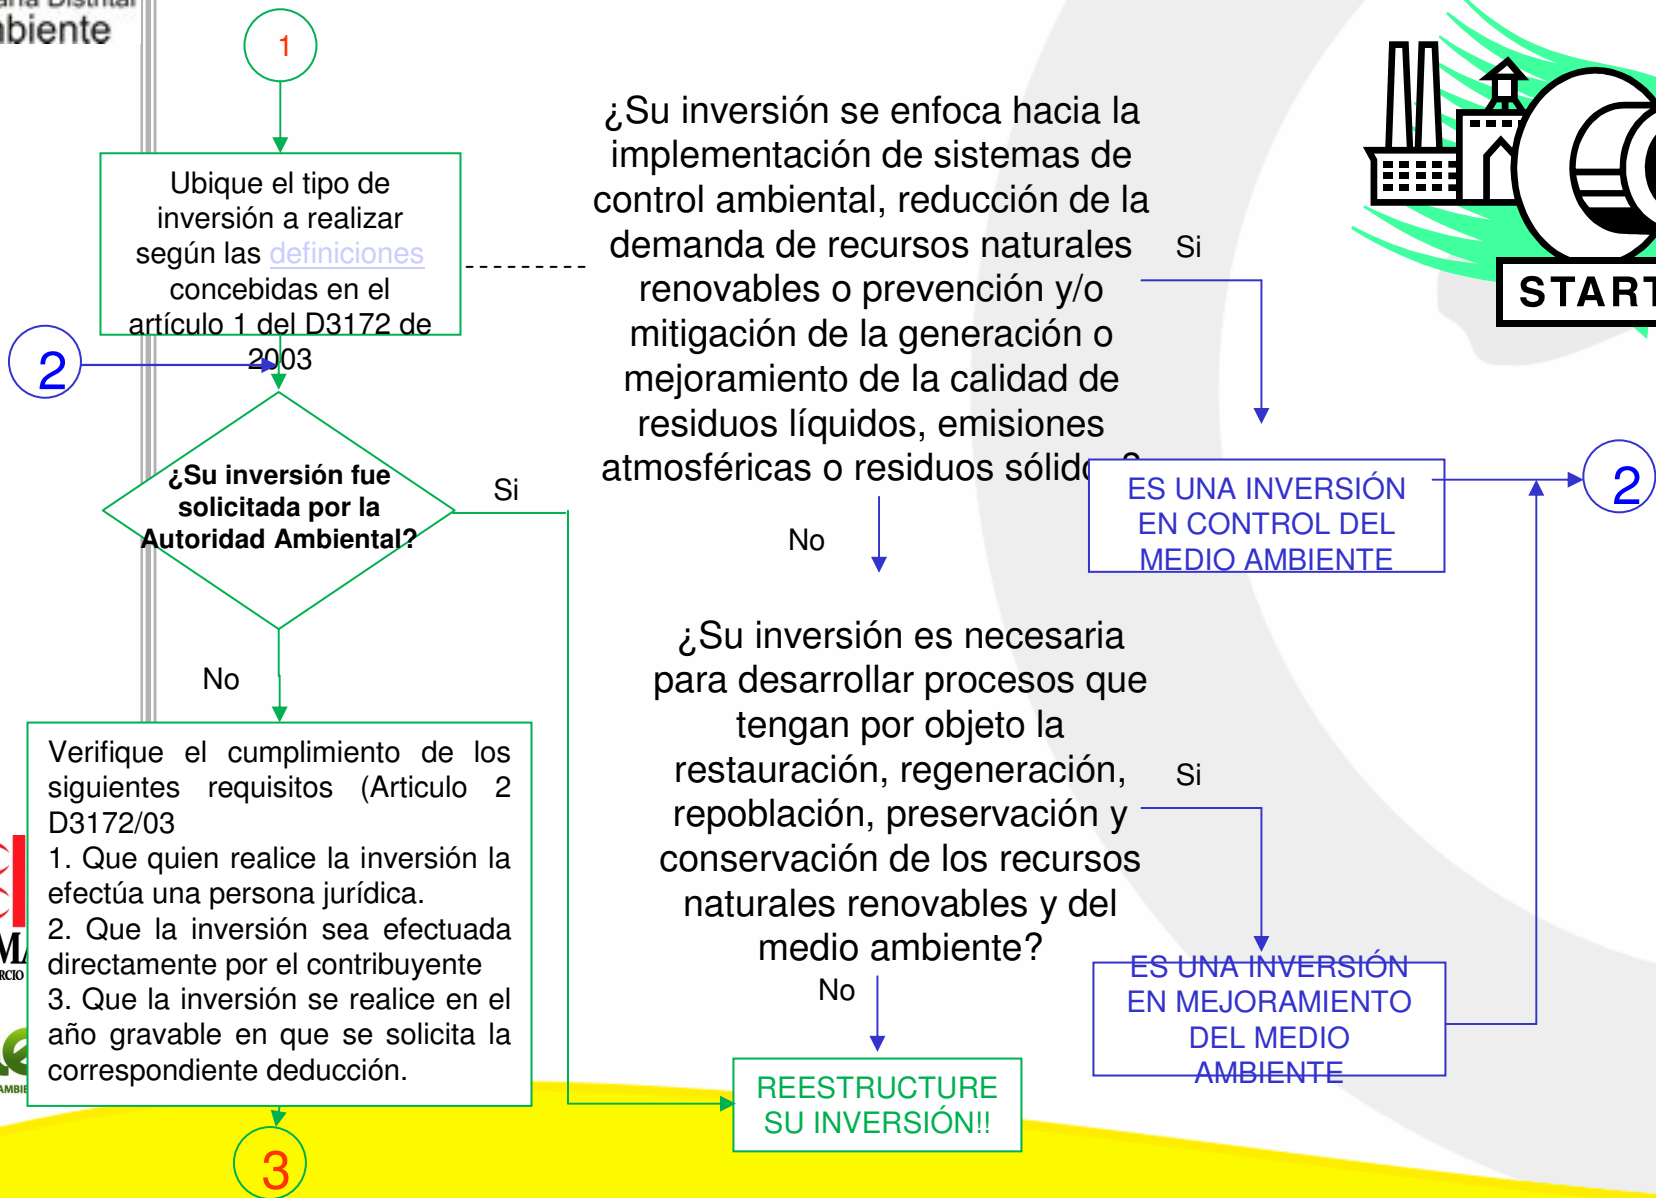 Distrital
biente
1
Ubique el tipo de
inversión a realizar
según las definiciones
concebidas en el
artículo 1 del D3172 de
2003
2
¿Su inversión fue
solicitada por la
Autoridad Ambiental?
Si
No
Verifique el cumplimiento de los
siguientes requisitos (Articulo 2
D3172/03
1. Que quien realice la inversión la
efectúa una persona jurídica.
2. Que la inversión sea efectuada
directamente por el contribuyente
3. Que la inversión se realice en el
año gravable en que se solicita la
correspondiente deducción.
3
¿Su inversión se enfoca hacia la
implementación de sistemas de
control ambiental, reducción de la
demanda de recursos naturales
renovables o prevención y/o
mitigación de la generación o
mejoramiento de la calidad de
residuos líquidos, emisiones
atmosféricas o residuos sólido ?
Si
No
ES UNA INVERSIÓN
EN CONTROL DEL
MEDIO AMBIENTE
2
¿Su inversión es necesaria
para desarrollar procesos que
tengan por objeto la
restauración, regeneración,
repoblación, preservación y
conservación de los recursos
naturales renovables y del
medio ambiente?
Si
No
ES UNA INVERSIÓN
EN MEJORAMIENTO
DEL MEDIO
AMBIENTE
REESTRUCTURE
SU INVERSIÓN!!
START